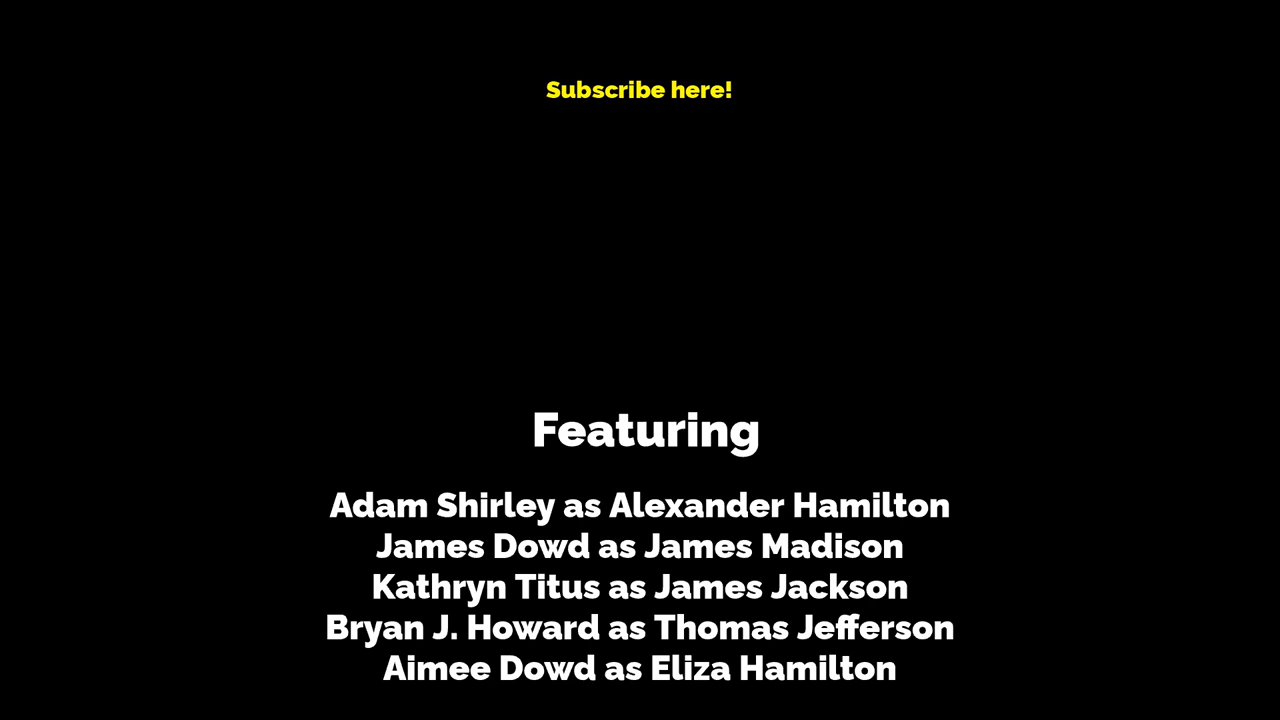 Subscribe here!
Featuring
Adam Shirley as Alexander Hamilton
James Dowd as James Madison
Kathryn Titus as James Jackson
Bryan J. Howard as Thomas Jefferson
Aimee Dowd as Eliza Hamilton